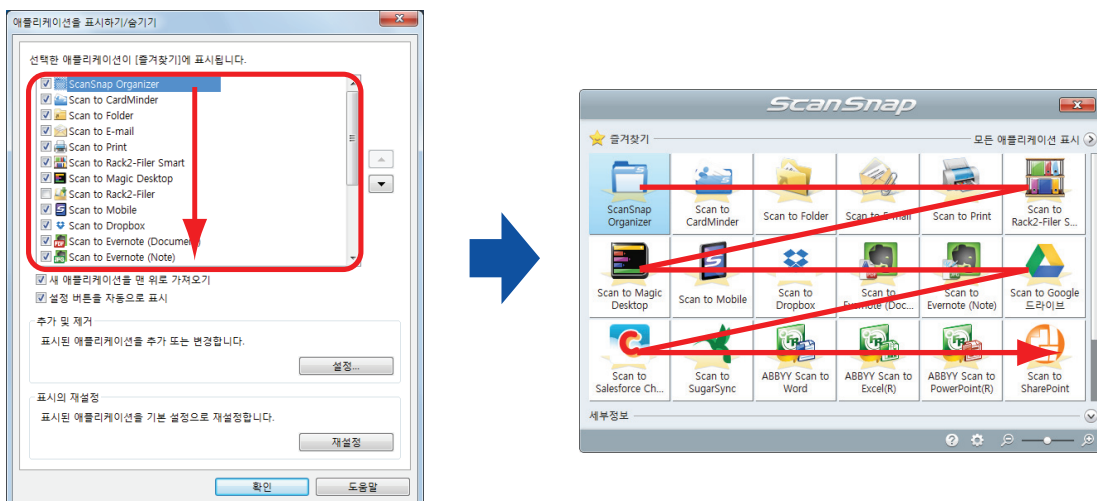 애플리케이션을 표시하기/숨기기
선택한 애플리케이션이 [즐겨찾기]에 표시됩니다.
ScanSnap Organizer
Scan to CardMinder
Scan to Folder
Scan to E-mail
Scan to Print
Scan to Rack2-Filer Smart
Scan to Magic Desktop
Scan to Rack2-Filer
Scan to Mobile
Scan to Dropbox
Scan to Evernote (Document)
Scan to Evernote (Note)
새 애플리케이션을 맨 위로 가져오기
설정 버튼을 자동으로 표시
추가 및 제거
표시된 애플리케이션을 추가 또는 변경합니다.
설정...
표시의 재설정
표시된 애플리케이션을 기본 설정으로 재설정합니다.
재설정
확인 도움말
ScanSnap
즐겨찾기 모든 애플리케이션 표시
ScanSnap Organizer
Scan to CardMinder
Scan to Folder
Scan to E-mail
Scan to Print
Scan to Rack2-Filer S...
Scan to Magic Desktop
Scan to Mobile
Scan to Dropbox
Scan to Evernote (Doc...
Scan to Evernote (Note)
Scan to Google 드라이브
Scan to Salesforce Ch...
Scan to SugarSync
ABBYY Scan to Word
ABBYY Scan to Excel(R)
ABBYY Scan to PowerPoint(R)
Scan to SharePoint
세부정보